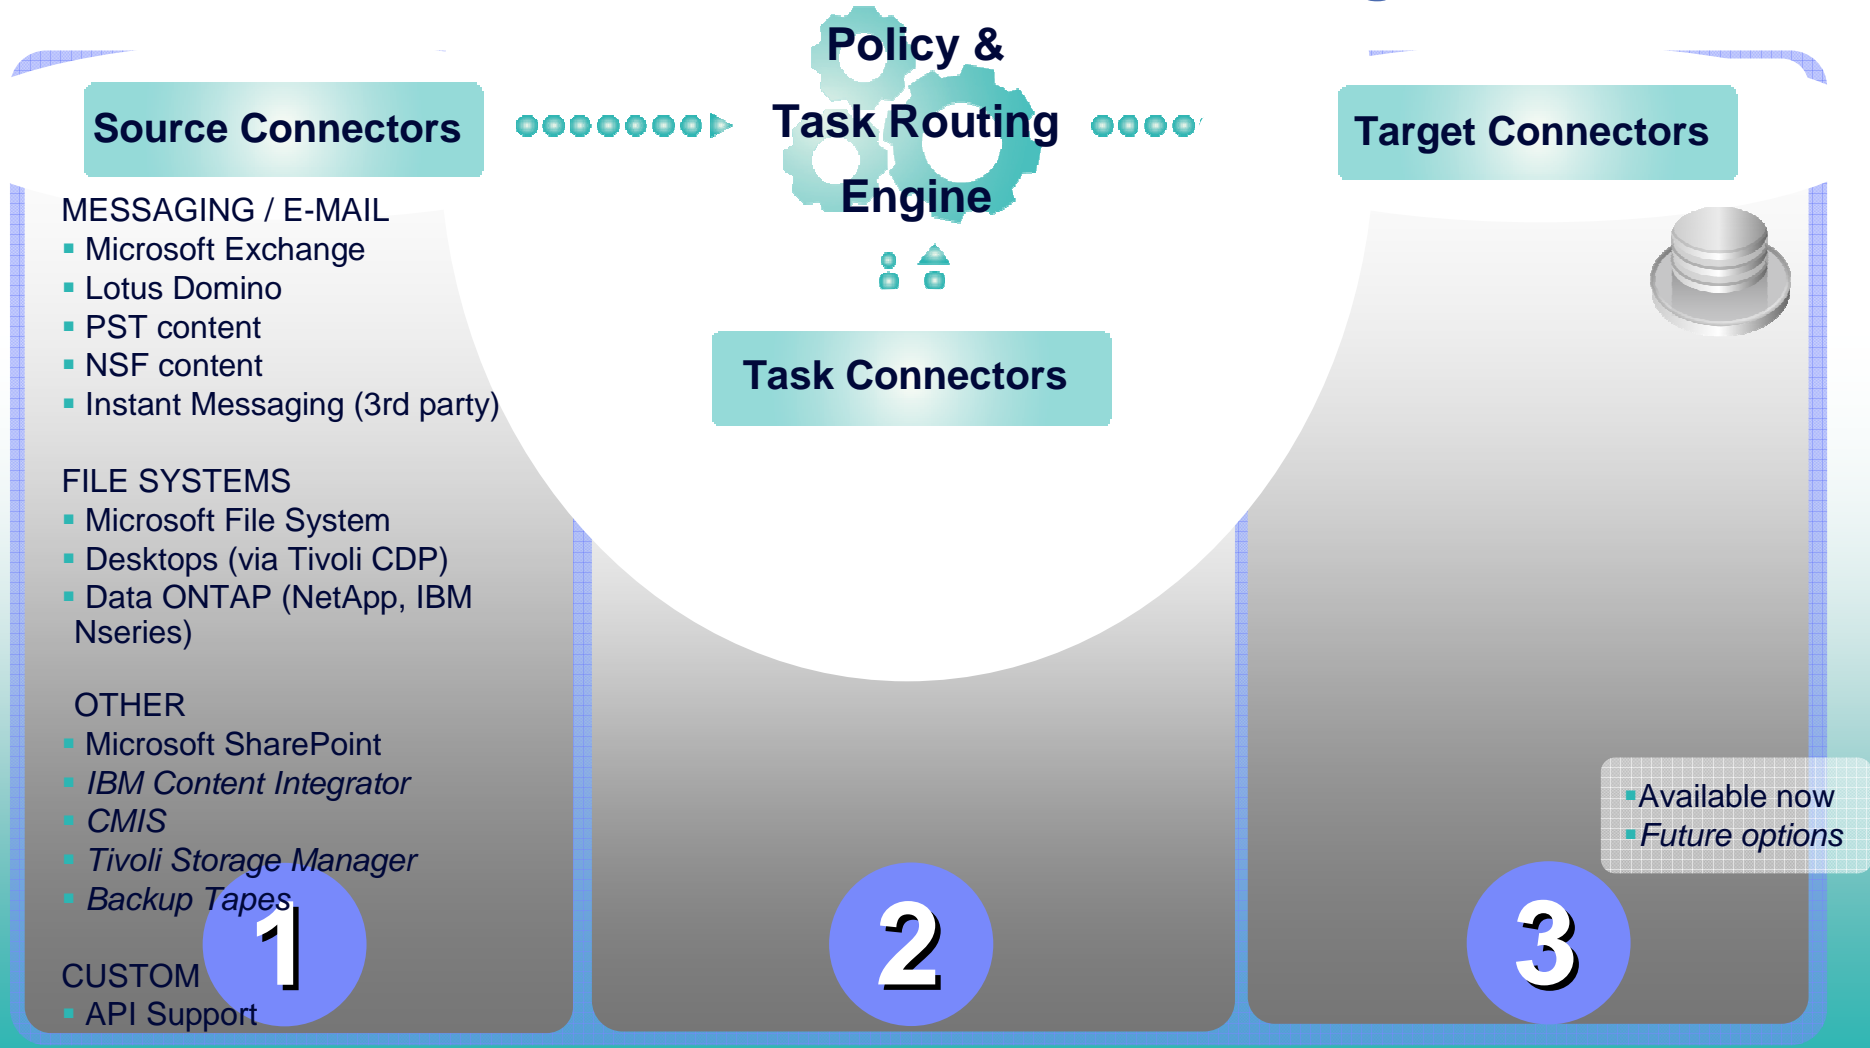 Policy &
Task Routing
Engine
Source Connectors
Target Connectors
MESSAGING / E-MAIL
▪ Microsoft Exchange
▪ Lotus Domino
▪ PST content
▪ NSF content
▪ Instant Messaging (3rd party)
FILE SYSTEMS
▪ Microsoft File System
▪ Desktops (via Tivoli CDP)
▪ Data ONTAP (NetApp, IBM
Nseries)
OTHER
▪ Microsoft SharePoint
▪ IBM Content Integrator
▪ CMIS
▪ Tivoli Storage Manager
▪ Backup Tapes
CUSTOM
▪ API Support
1
Task Connectors
2
▪Available now
▪Future options
3